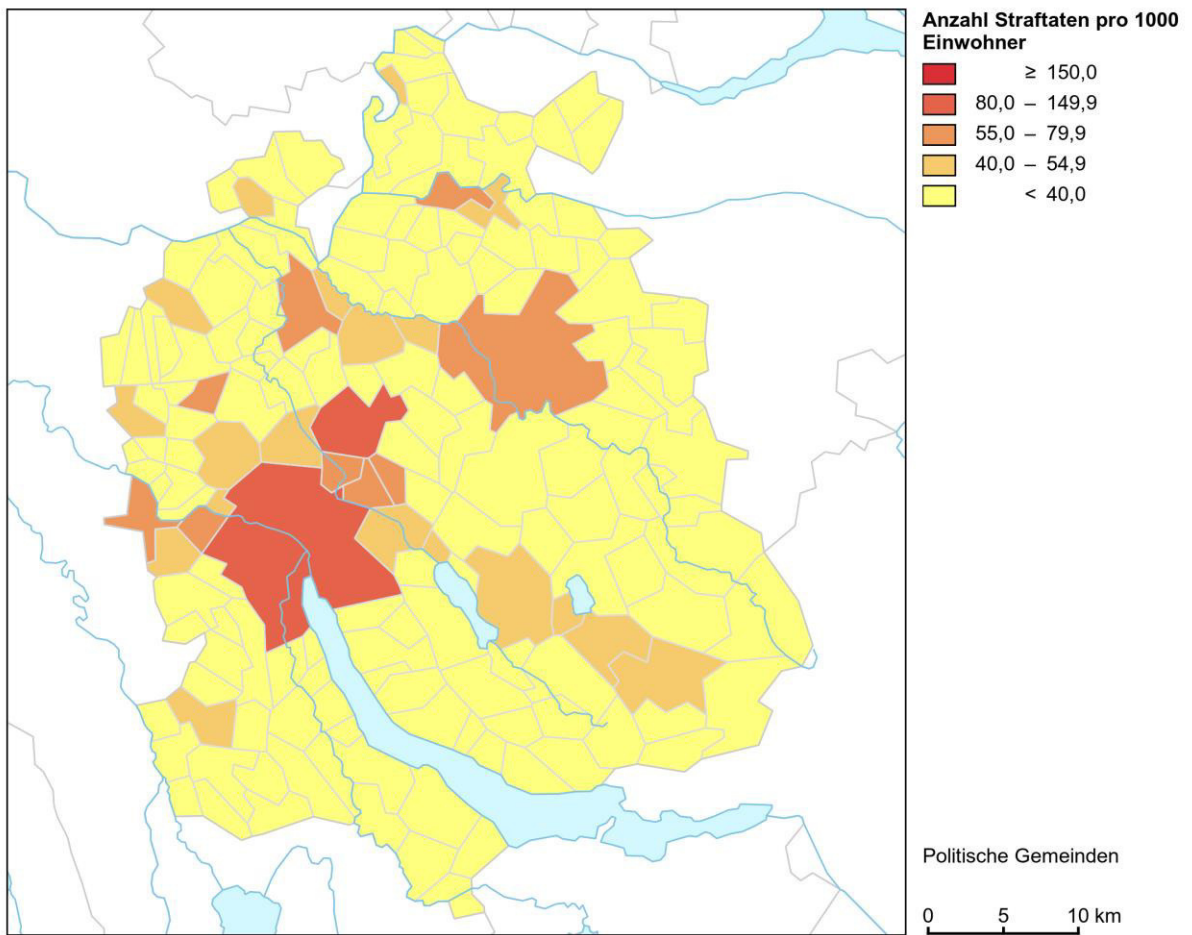 Anzahl Straftaten pro 1000
Einwohner
≥ 150,0
80,0 – 149,9
55,0 – 79,9
40,0 – 54,9
< 40,0
Politische Gemeinden
0 5 10 km